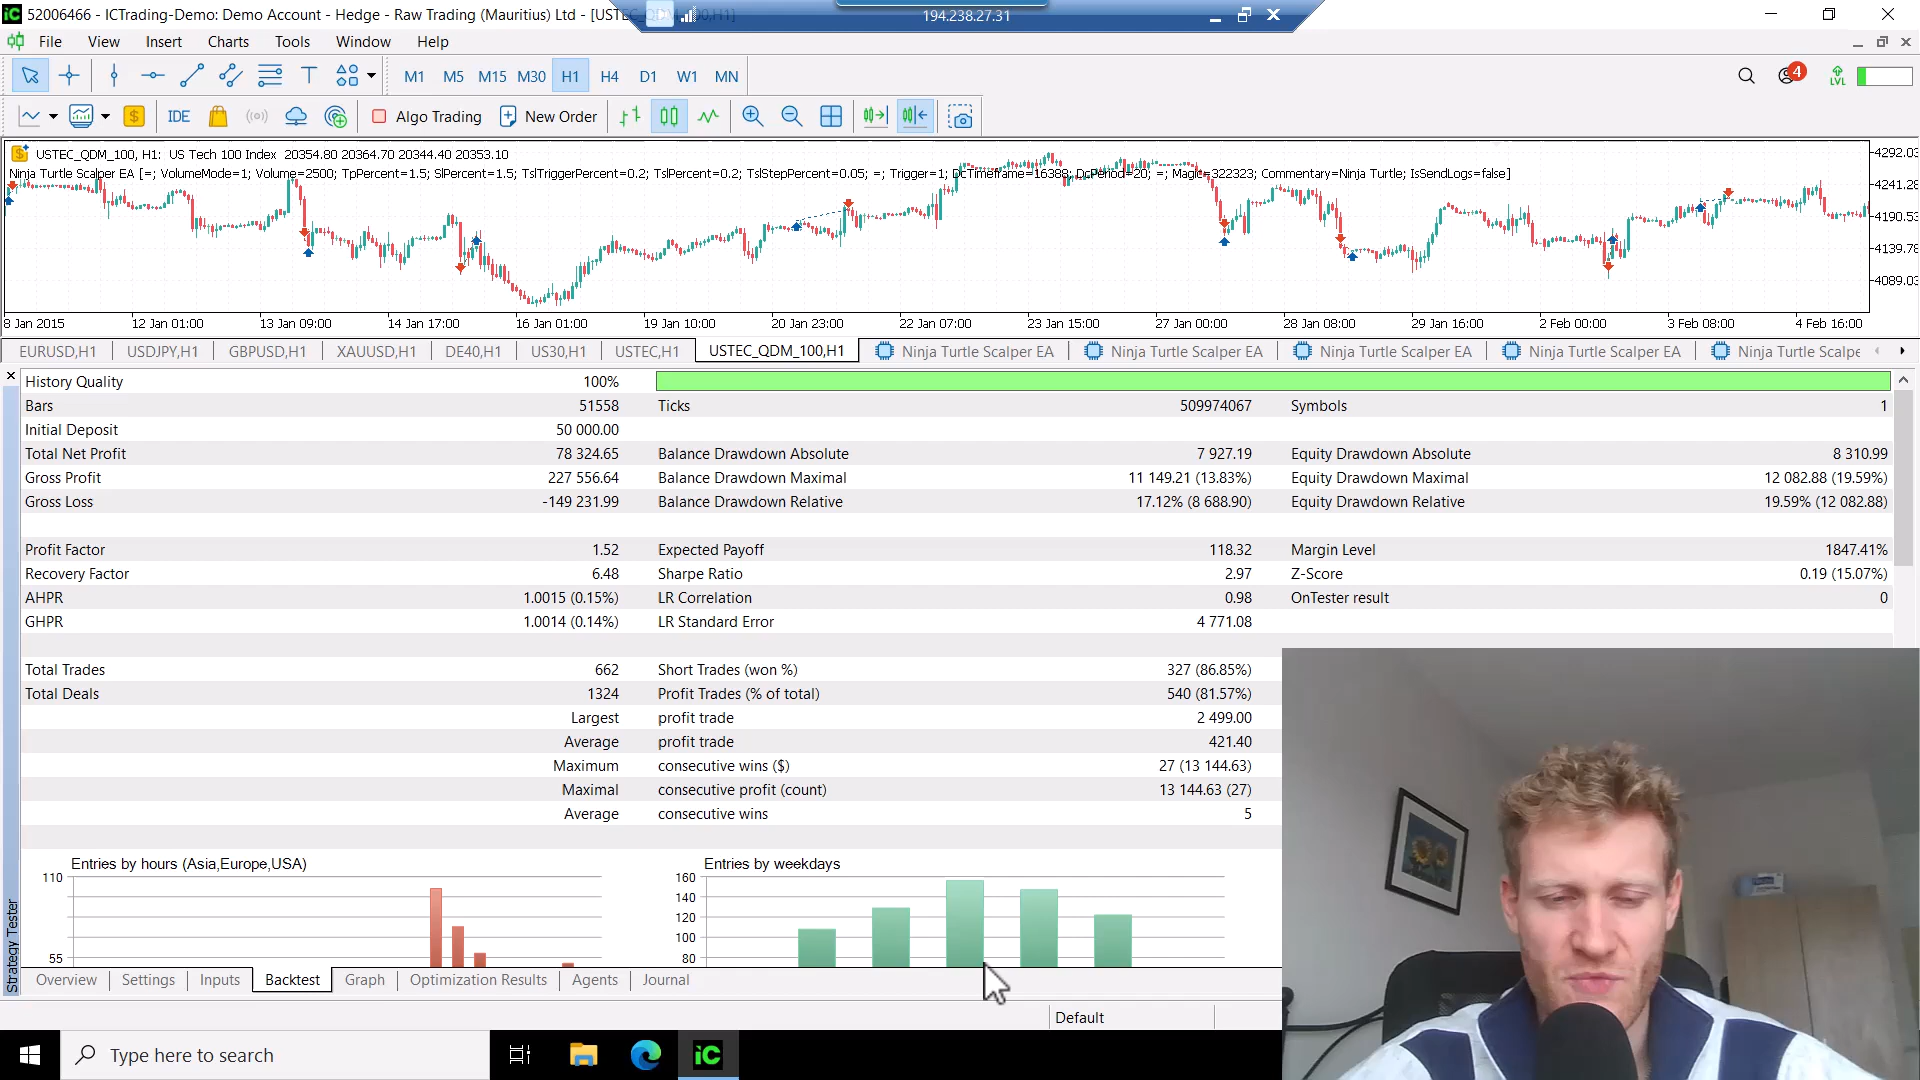 52006466 - ICTrading-Demo: Demo Account - Hedge - Raw Trading (Mauritius) Ltd - [USTEC_QDM_100,H1]
194.238.27.31
File View Insert Charts Tools Window Help
M1 M5 M15 M30 H1 H4 D1 W1 MN
4
LVL
IDE Algo Trading New Order
USTEC_QDM_100, H1: US Tech 100 Index 20354.80 20364.70 20344.40 20353.10
Ninja Turtle Scalper EA [=; VolumeMode=1; Volume=2500; TpPercent=1.5; SlPercent=1.5; TslTriggerPercent=0.2; TslPercent=0.2; TslStepPercent=0.05; =; Trigger=1; DcTimeframe=16388; DcPeriod=20; =; Magic=322323; Commentary=Ninja Turtle; IsSendLogs=false]
4292.03
4241.28
4190.53
4139.78
4089.03
8 Jan 2015 12 Jan 01:00 13 Jan 09:00 14 Jan 17:00 16 Jan 01:00 19 Jan 10:00 20 Jan 23:00 22 Jan 07:00 23 Jan 15:00 27 Jan 00:00 28 Jan 08:00 29 Jan 16:00 2 Feb 00:00 3 Feb 08:00 4 Feb 16:00
EURUSD,H1 USDJPY,H1 GBPUSD,H1 XAUUSD,H1 DE40,H1 US30,H1 USTEC,H1 USTEC_QDM_100,H1 Ninja Turtle Scalper EA Ninja Turtle Scalper EA Ninja Turtle Scalper EA Ninja Turtle Scalper EA Ninja Turtle Scalpe
History Quality 100%
Bars 51558 Ticks 509974067 Symbols 1
Initial Deposit 50 000.00
Total Net Profit 78 324.65 Balance Drawdown Absolute 7 927.19 Equity Drawdown Absolute 8 310.99
Gross Profit 227 556.64 Balance Drawdown Maximal 11 149.21 (13.83%) Equity Drawdown Maximal 12 082.88 (19.59%)
Gross Loss -149 231.99 Balance Drawdown Relative 17.12% (8 688.90) Equity Drawdown Relative 19.59% (12 082.88)
Profit Factor 1.52 Expected Payoff 118.32 Margin Level 1847.41%
Recovery Factor 6.48 Sharpe Ratio 2.97 Z-Score 0.19 (15.07%)
AHPR 1.0015 (0.15%) LR Correlation 0.98 OnTester result 0
GHPR 1.0014 (0.14%) LR Standard Error 4 771.08
Total Trades 662 Short Trades (won %) 327 (86.85%)
Total Deals 1324 Profit Trades (% of total) 540 (81.57%)
Largest profit trade 2 499.00
Average profit trade 421.40
Maximum consecutive wins ($) 27 (13 144.63)
Maximal consecutive profit (count) 13 144.63 (27)
Average consecutive wins 5
Entries by hours (Asia,Europe,USA) Entries by weekdays
110
55
160
140
120
100
80
Strategy Tester
Overview Settings Inputs Backtest Graph Optimization Results Agents Journal
Default
Type here to search
iC